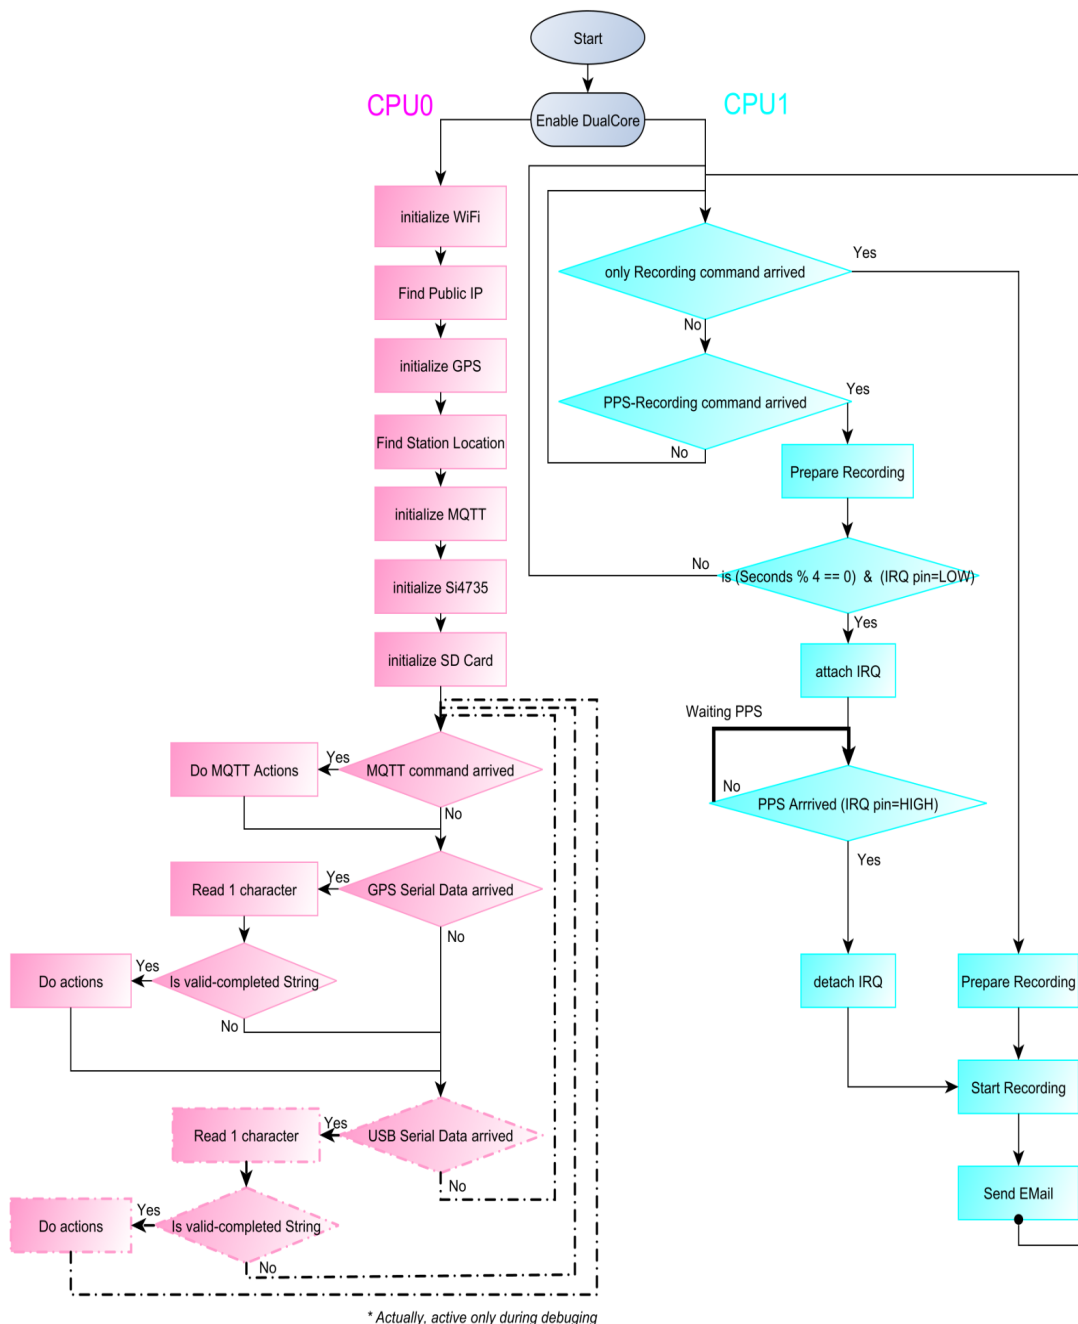 Start
CPU0
Enable DualCore
CPU1
initialize WiFi
Find Public IP
initialize GPS
Find Station Location
initialize MQTT
initialize Si4735
initialize SD Card
MQTT command arrived
Yes
Do MQTT Actions
No
GPS Serial Data arrived
Yes
Read 1 character
No
Is valid-completed String
Yes
Do actions
No
USB Serial Data arrived
Yes
Read 1 character
No
Is valid-completed String
Yes
Do actions
No
* Actually, active only during debuging
only Recording command arrived
Yes
No
PPS-Recording command arrived
Yes
No
Prepare Recording
is (Seconds % 4 == 0) & (IRQ pin=LOW)
No
Yes
attach IRQ
Waiting PPS
PPS Arrrived (IRQ pin=HIGH)
No
Yes
detach IRQ
Prepare Recording
Start Recording
Send EMail